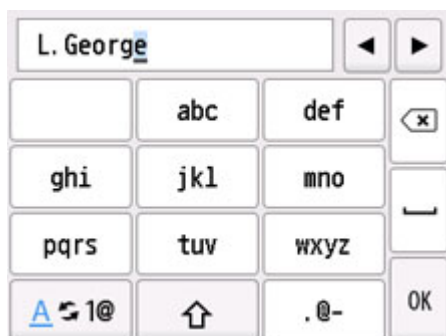 L. George
abc def
ghi jkl mno
pqrs tuv wxyz
A 1@ .@- OK